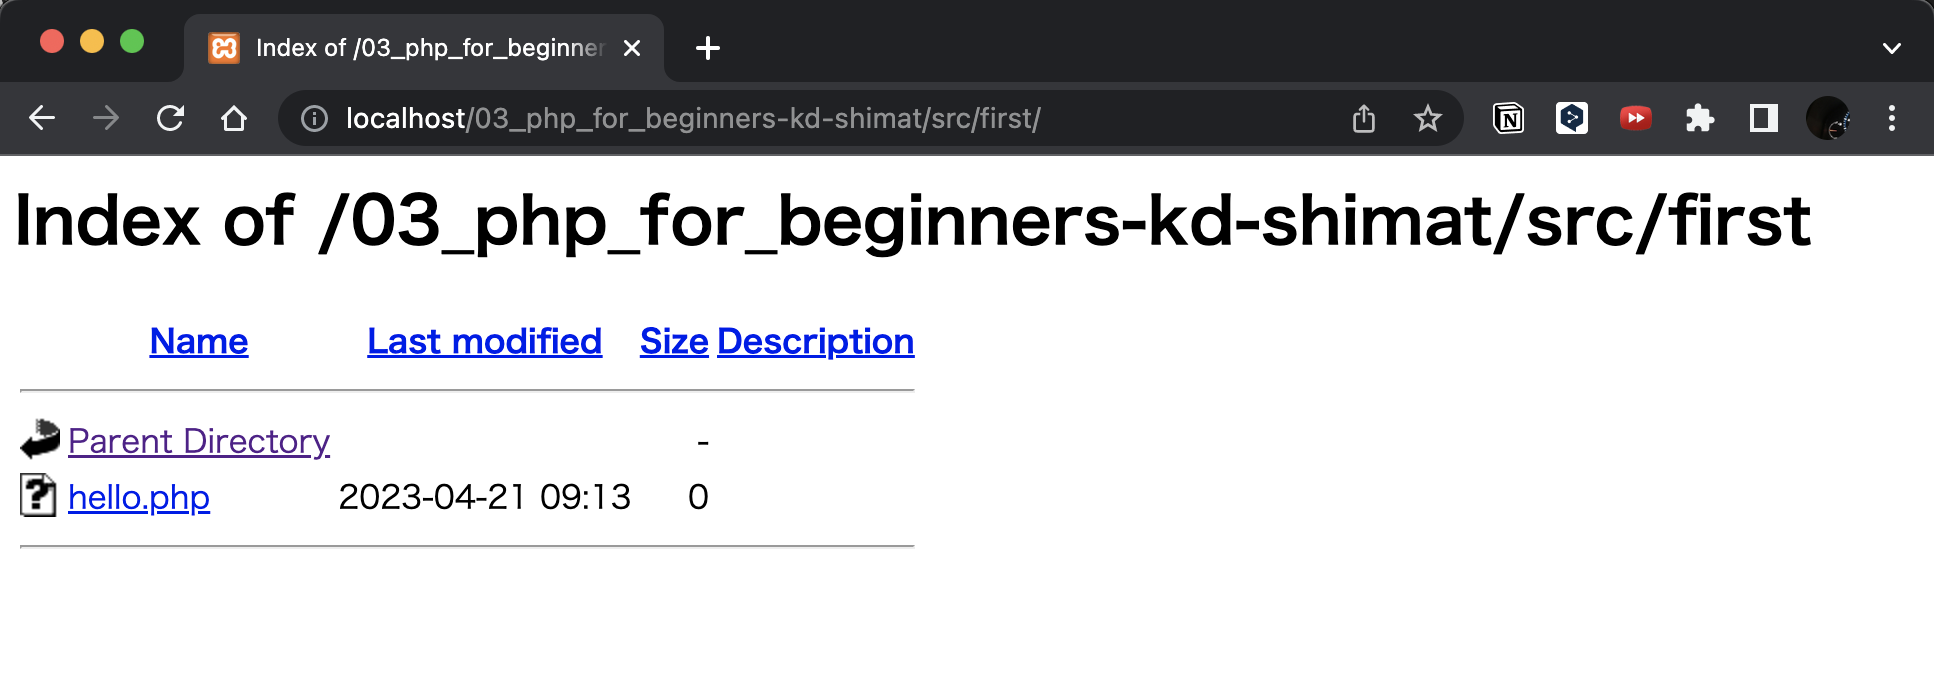 Index of /03_php_for_beginner
localhost/03_php_for_beginners-kd-shimat/src/first/
Index of /03_php_for_beginners-kd-shimat/src/first
Name Last modified Size Description
Parent Directory -
hello.php 2023-04-21 09:13 0